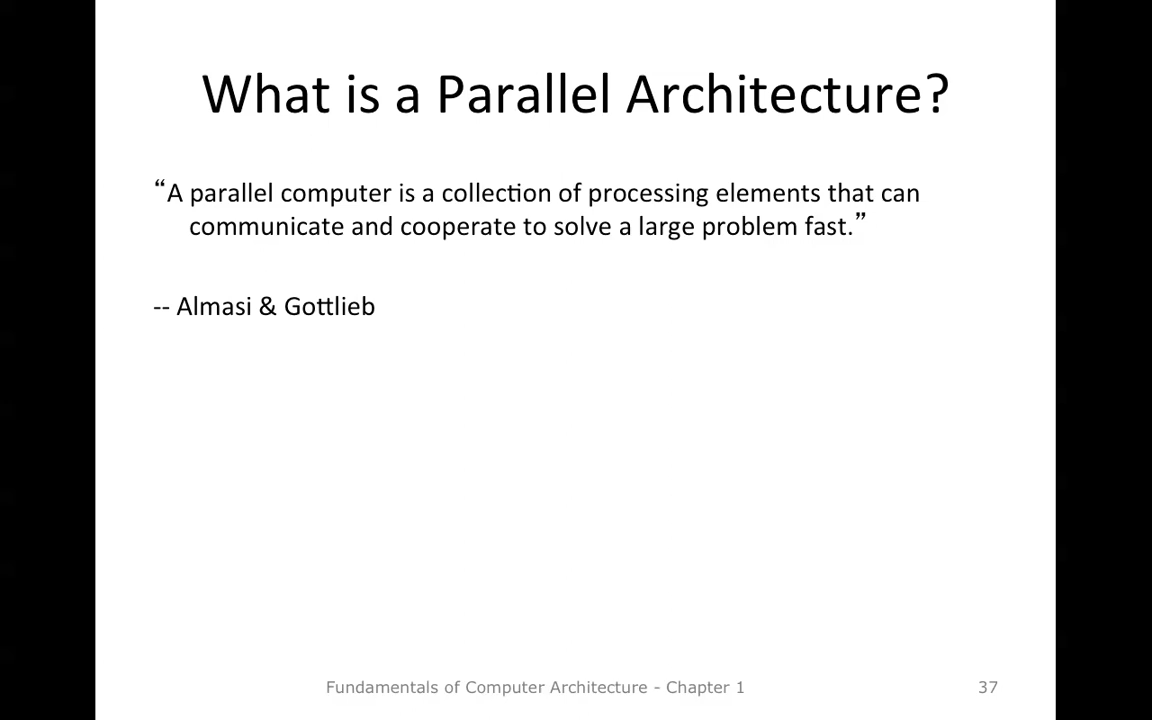 What is a Parallel Architecture?
“A parallel computer is a collection of processing elements that can
communicate and cooperate to solve a large problem fast.”
-- Almasi & Gottlieb
Fundamentals of Computer Architecture - Chapter 1
37